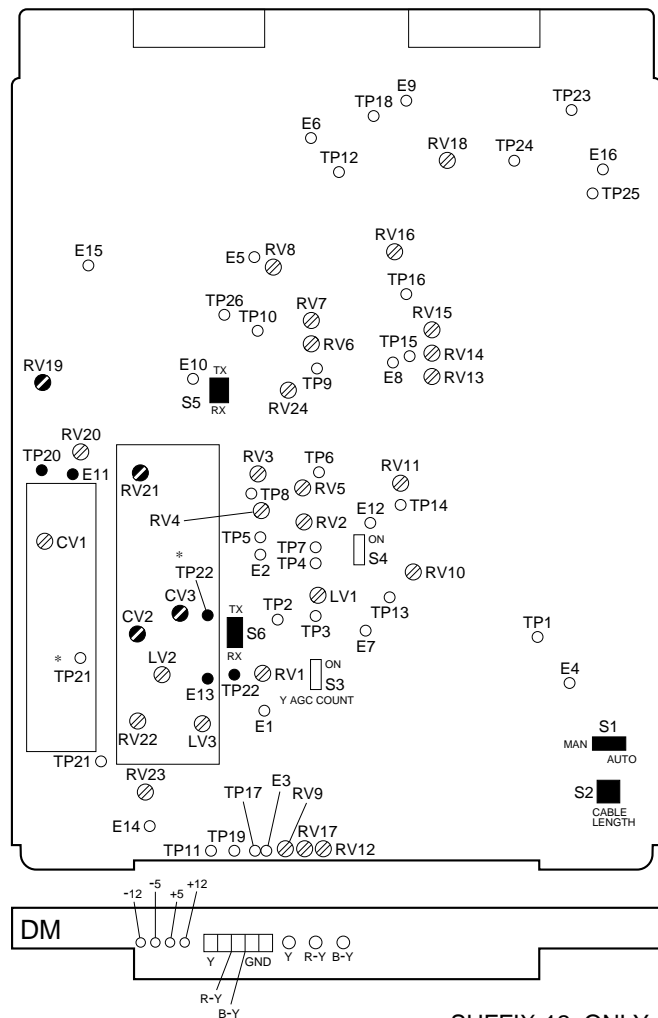 E9
TP18
TP23
E6
RV18
TP24
TP12
E16
TP25
RV16
E15
E5
RV8
TP16
TP26
TP10
RV7
RV15
RV6
TP15
RV14
E10
TX
TP9
E8
RV13
RV19
S5
RX
RV24
RV20
TP20
E11
RV3
TP6
RV11
RV21
TP8
RV5
TP14
RV4
RV2
E12
CV1
TP5
ON
*
TP7
S4
E2
TP4
TP22
RV10
CV3
TX
TP2
LV1
TP13
CV2
S6
TP3
TP1
*
E7
RX
TP21
LV2
RV1
ON
E4
E13
TP22
S3
Y AGC COUNT
RV22
LV3
E1
S1
MAN
AUTO
TP21
RV23
E3
S2
TP17
RV9
CABLE
LENGTH
E14
TP19
RV17
TP11
RV12
-12
-5
+5
+12
DM
Y
GND
Y
R-Y
B-Y
R-Y
B-Y